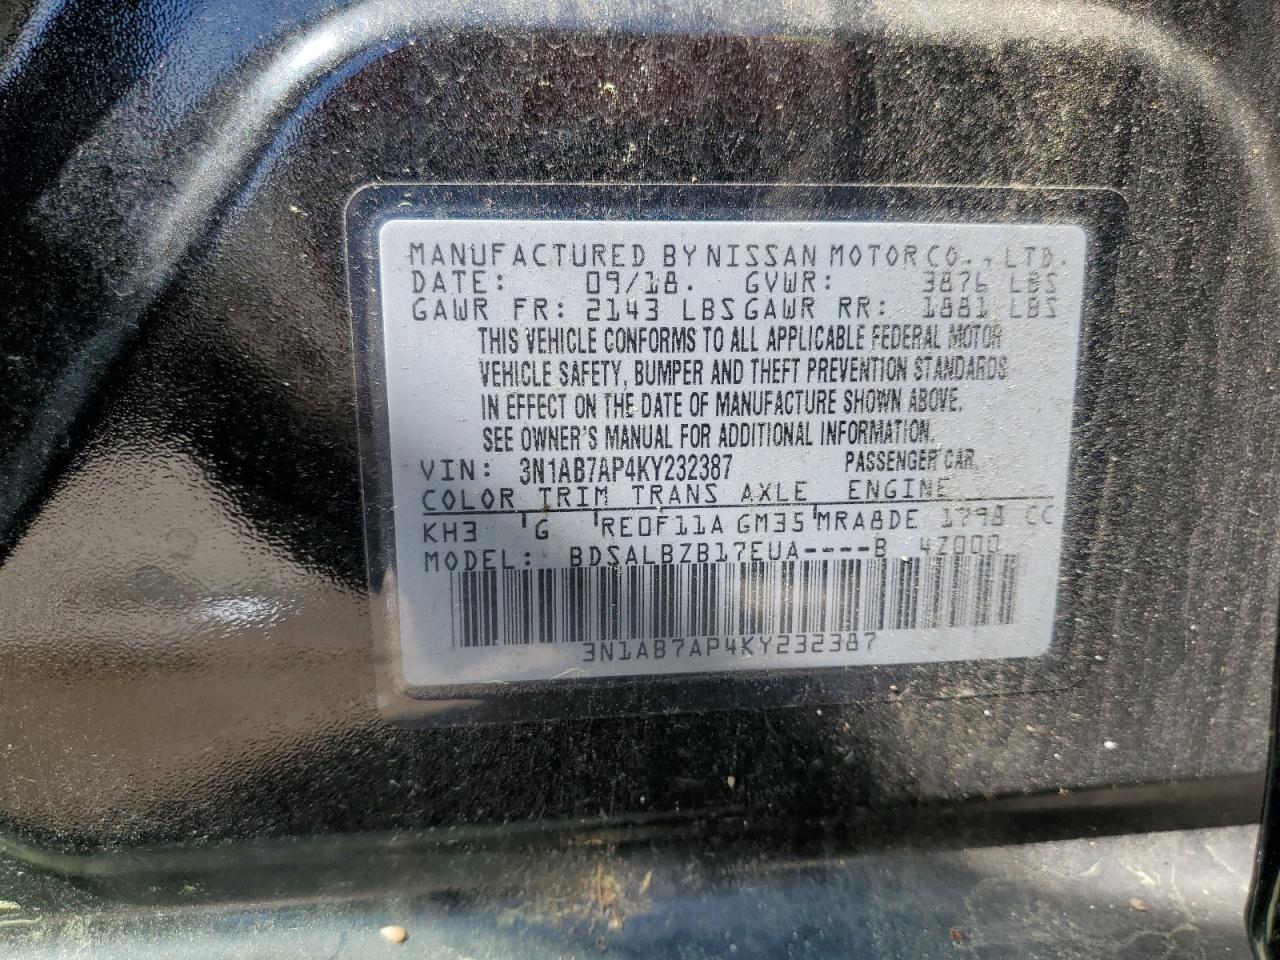 MANUFACTURED BY NISSAN MOTOR CO., LTD.
DATE: 09/18. GVWR: 3876 LBS
GAWR FR: 2143 LBS GAWR RR: 1881 LBS
THIS VEHICLE CONFORMS TO ALL APPLICABLE FEDERAL MOTOR
VEHICLE SAFETY, BUMPER AND THEFT PREVENTION STANDARDS
IN EFFECT ON THE DATE OF MANUFACTURE SHOWN ABOVE.
SEE OWNER'S MANUAL FOR ADDITIONAL INFORMATION.
VIN: 3N1AB7AP4KY232387 PASSENGER CAR
COLOR TRIM TRANS AXLE ENGINE
KH3 G RE0F11A GM35 MRA8DE 1798 CC
MODEL: BDSALBZB17EUA----B 4Z000
3N1AB7AP4KY232387